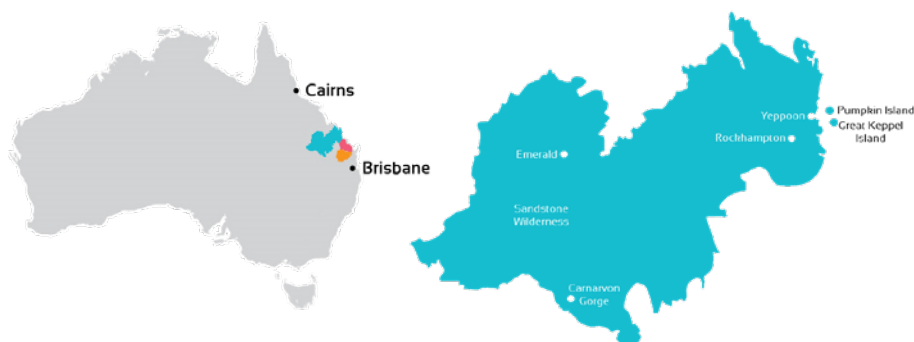 Cairns
Brisbane
Pumpkin Island
Yeppoon
Great Keppel
Island
Rockhampton
Emerald
Sandstone
Wilderness
Carnarvon
Gorge